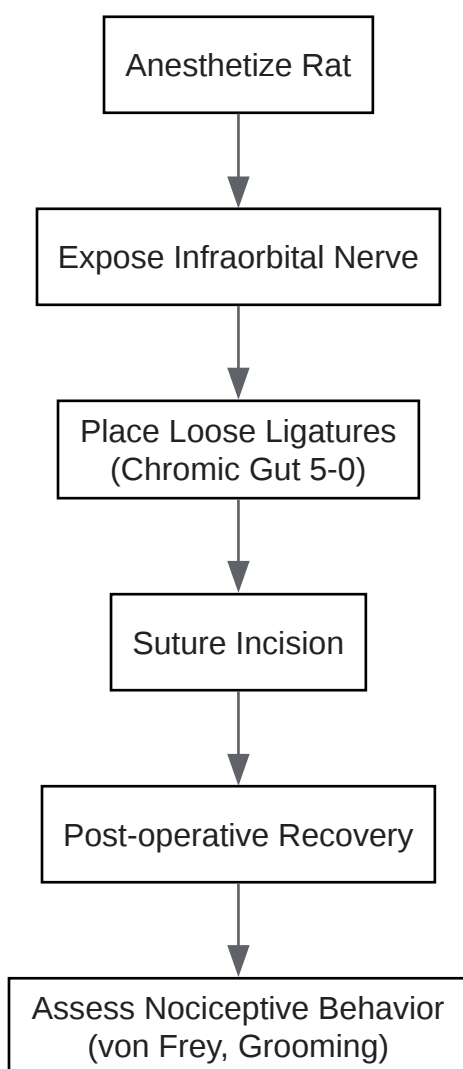 Anesthetize Rat
Expose Infraorbital Nerve
Place Loose Ligatures
(Chromic Gut 5-0)
Suture Incision
Post-operative Recovery
Assess Nociceptive Behavior
(von Frey, Grooming)